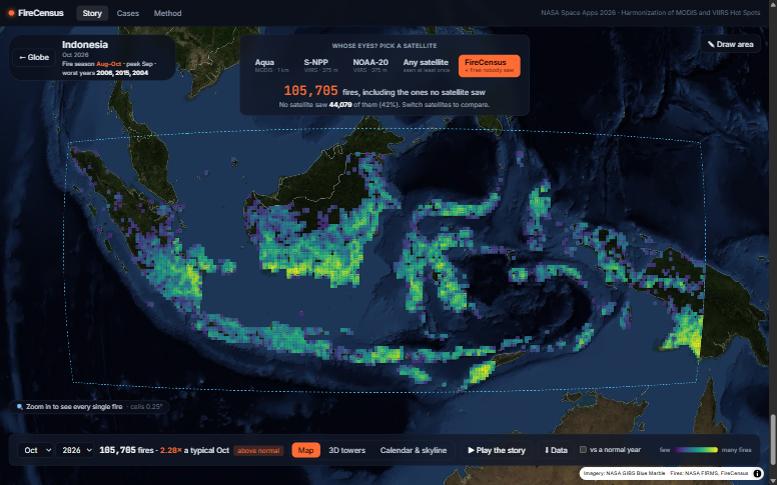 FireCensus Story Cases Method NASA Space Apps 2026 · Harmonization of MODIS and VIIRS Hot Spots
← Globe
Indonesia
Oct 2026
Fire season Aug–Oct · peak Sep ·
worst years 2006, 2015, 2004
WHOSE EYES? PICK A SATELLITE
Aqua S-NPP NOAA-20 Any satellite FireCensus
MODIS · 1 km VIIRS · 375 m VIIRS · 375 m seen at least once + fires nobody saw
105,705 fires, including the ones no satellite saw
No satellite saw 44,079 of them (42%). Switch satellites to compare.
Draw area
Zoom in to see every single fire · cells 0.25°
Oct 2026 105,705 fires · 2.28× a typical Oct above normal Map 3D towers Calendar & skyline ▶ Play the story ⬇ Data vs a normal year few many fires
Imagery: NASA GIBS Blue Marble · Fires: NASA FIRMS, FireCensus